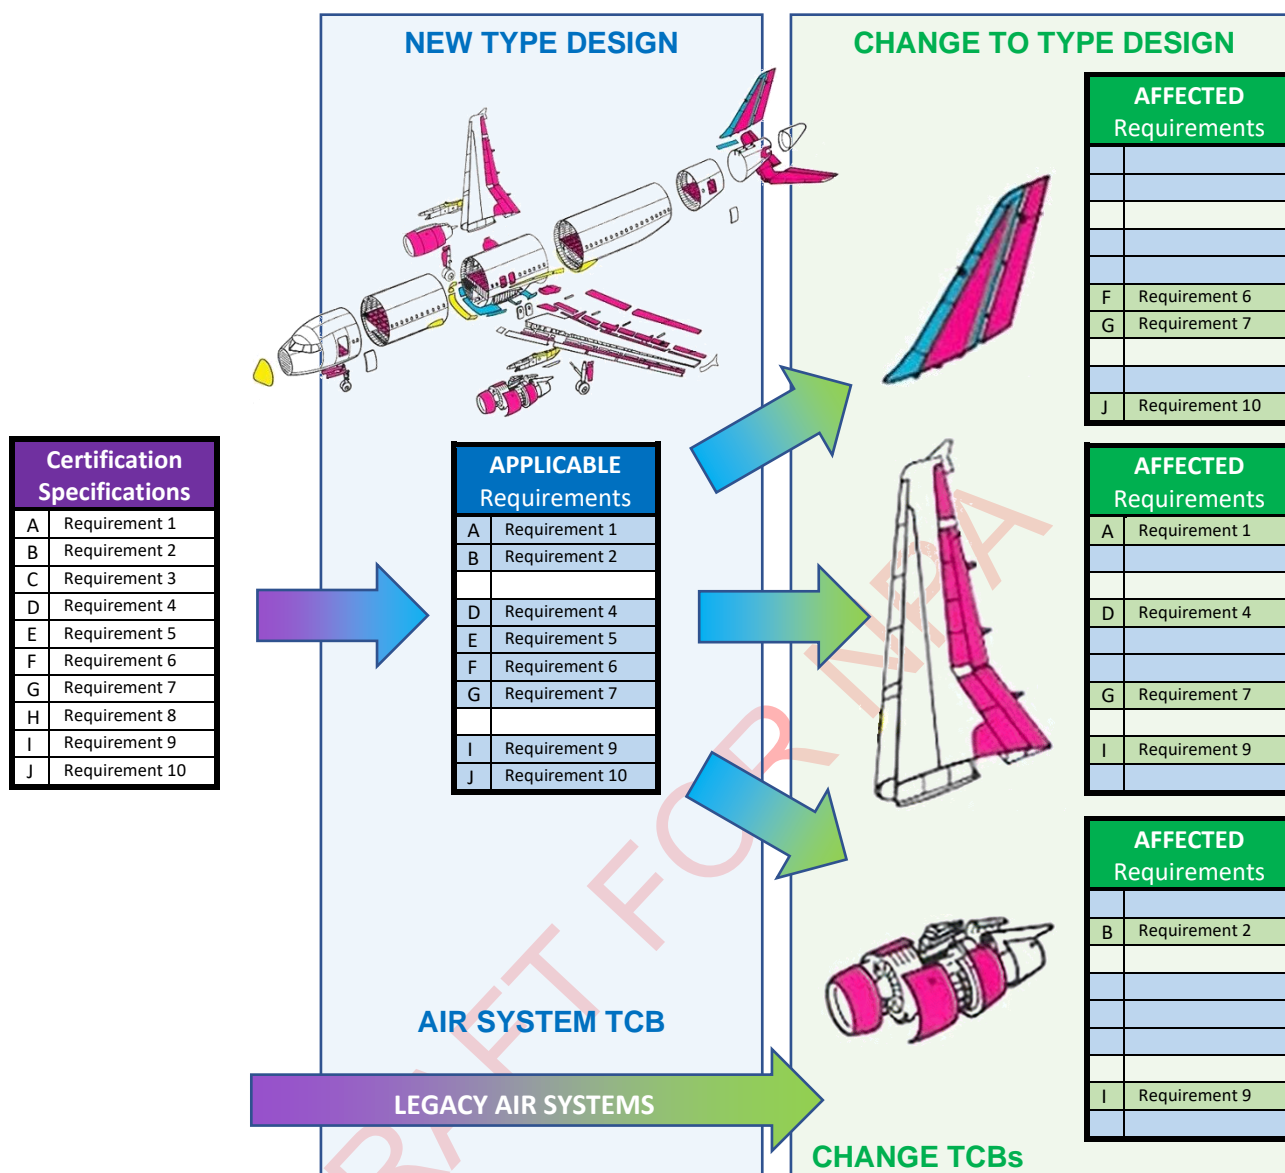 NEW TYPE DESIGN
CHANGE TO TYPE DESIGN
Certification
Specifications
A Requirement 1
B Requirement 2
C Requirement 3
D Requirement 4
E Requirement 5
F Requirement 6
G Requirement 7
H Requirement 8
I Requirement 9
J Requirement 10
APPLICABLE
Requirements
A Requirement 1
B Requirement 2
D Requirement 4
E Requirement 5
F Requirement 6
G Requirement 7
I Requirement 9
J Requirement 10
AFFECTED
Requirements
F Requirement 6
G Requirement 7
J Requirement 10
AFFECTED
Requirements
A Requirement 1
D Requirement 4
G Requirement 7
I Requirement 9
AFFECTED
Requirements
B Requirement 2
I Requirement 9
AIR SYSTEM TCB
LEGACY AIR SYSTEMS
CHANGE TCBs
RAFT FOR NPA